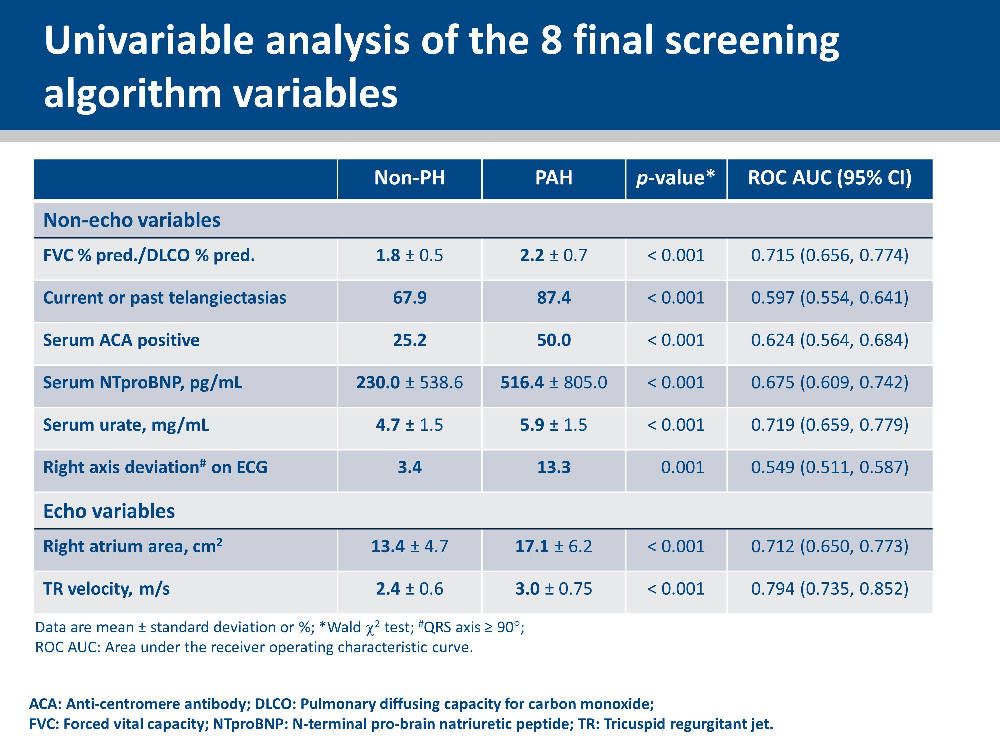 Univariable analysis of the 8 final screening
algorithm variables
Non-PH PAH p-value* ROC AUC (95% CI)
Non-echo variables
FVC % pred./DLCO % pred. 1.8 ± 0.5 2.2 ± 0.7 < 0.001 0.715 (0.656, 0.774)
Current or past telangiectasias 67.9 87.4 < 0.001 0.597 (0.554, 0.641)
Serum ACA positive 25.2 50.0 < 0.001 0.624 (0.564, 0.684)
Serum NTproBNP, pg/mL 230.0 ± 538.6 516.4 ± 805.0 < 0.001 0.675 (0.609, 0.742)
Serum urate, mg/mL 4.7 ± 1.5 5.9 ± 1.5 < 0.001 0.719 (0.659, 0.779)
Right axis deviation# on ECG 3.4 13.3 0.001 0.549 (0.511, 0.587)
Echo variables
Right atrium area, cm² 13.4 ± 4.7 17.1 ± 6.2 < 0.001 0.712 (0.650, 0.773)
TR velocity, m/s 2.4 ± 0.6 3.0 ± 0.75 < 0.001 0.794 (0.735, 0.852)
Data are mean ± standard deviation or %; *Wald χ² test; #QRS axis ≥ 90°;
ROC AUC: Area under the receiver operating characteristic curve.
ACA: Anti-centromere antibody; DLCO: Pulmonary diffusing capacity for carbon monoxide;
FVC: Forced vital capacity; NTproBNP: N-terminal pro-brain natriuretic peptide; TR: Tricuspid regurgitant jet.